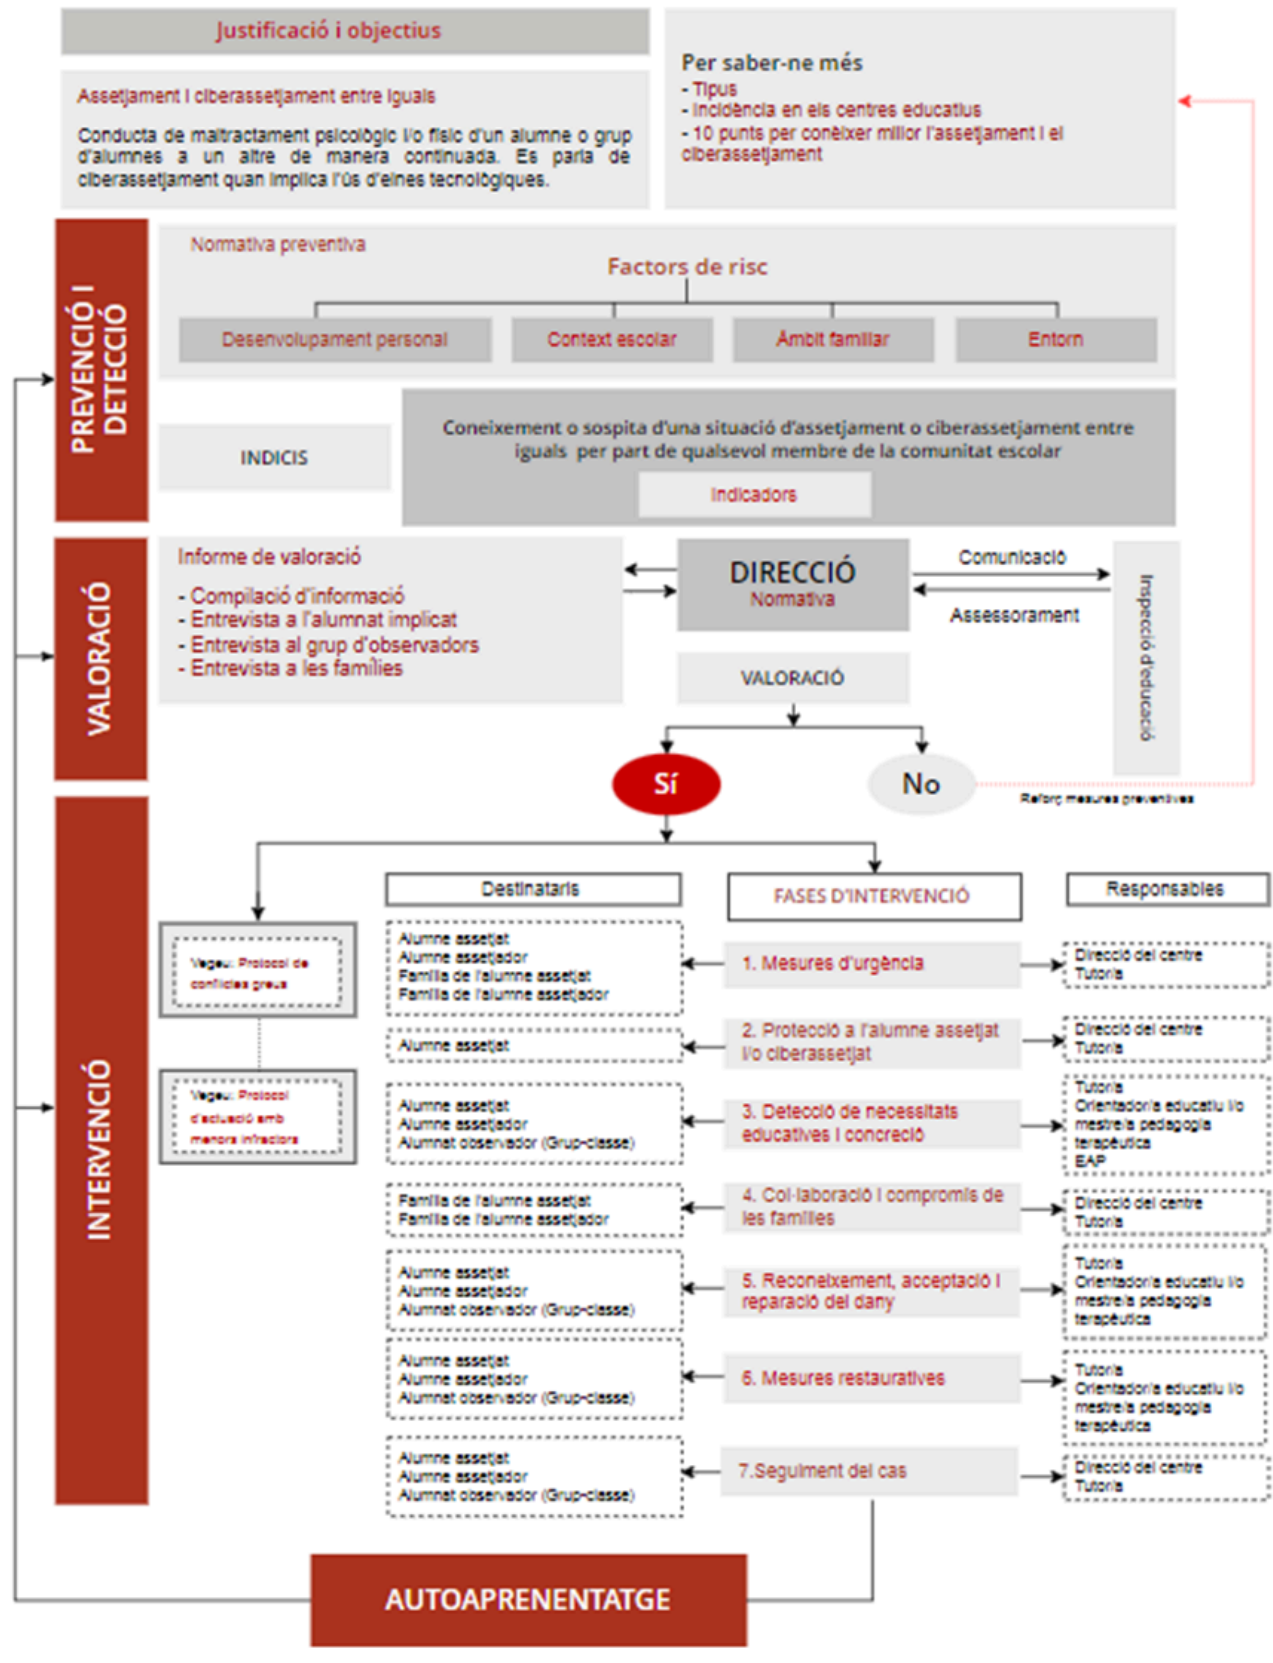 Justificació i objectius
Assetjament i ciberassetjament entre iguals
Conducta de maltractament psicològic i/o físic d'un alumne o grup
d'alumnes a un altre de manera continuada. Es parla de
ciberassetjament quan implica l'ús d'eines tecnològiques.
Per saber-ne més
- Tipus
- Incidència en els centres educatius
- 10 punts per conèixer millor l'assetjament i el
ciberassetjament
PREVENCIÓ I
DETECCIÓ
Normativa preventiva
Factors de risc
Desenvolupament personal
Context escolar
Àmbit familiar
Entorn
INDICIS
Coneixement o sospita d'una situació d'assetjament o ciberassetjament entre
iguals per part de qualsevol membre de la comunitat escolar
Indicadors
VALORACIÓ
Informe de valoració
- Compilació d'informació
- Entrevista a l'alumnat implicat
- Entrevista al grup d'observadors
- Entrevista a les famílies
DIRECCIÓ
Normativa
Comunicació
Assessorament
Inspecció d'educació
VALORACIÓ
Sí
No
Reforç mesures preventives
INTERVENCIÓ
Destinataris
FASES D'INTERVENCIÓ
Responsables
Vegeu: Protocol de
conflictes greus
Vegeu: Protocol
d'actuació amb
menors infractors
Alumne assetjat
Alumne assetjador
Família de l'alumne assetjat
Família de l'alumne assetjador
1. Mesures d'urgència
Direcció del centre
Tutor/a
Alumne assetjat
2. Protecció a l'alumne assetjat
i/o ciberassetjat
Direcció del centre
Tutor/a
Alumne assetjat
Alumne assetjador
Alumnat observador (Grup-classe)
3. Detecció de necessitats
educatives i concreció
Tutor/a
Orientador/a educatiu i/o
mestre/a pedagogia
terapèutica
EAP
Família de l'alumne assetjat
Família de l'alumne assetjador
4. Col·laboració i compromís de
les famílies
Direcció del centre
Tutor/a
Alumne assetjat
Alumne assetjador
Alumnat observador (Grup-classe)
5. Reconeixement, acceptació i
reparació del dany
Tutor/a
Orientador/a educatiu i/o
mestre/a pedagogia
terapèutica
Alumne assetjat
Alumne assetjador
Alumnat observador (Grup-classe)
6. Mesures restauratives
Tutor/a
Orientador/a educatiu i/o
mestre/a pedagogia
terapèutica
Alumne assetjat
Alumne assetjador
Alumnat observador (Grup-classe)
7.Seguiment del cas
Direcció del centre
Tutor/a
AUTOAPRENENTATGE